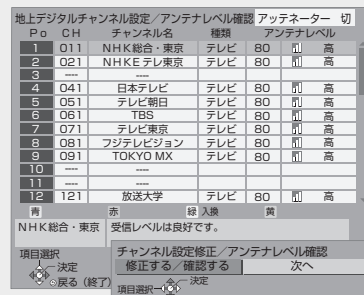 地上デジタルチャンネル設定／アンテナレベル確認 アッテネーター 切
Po CH チャンネル名 種類 アンテナレベル
1 011 NHK総合・東京 テレビ 80 高
2 021 NHKEテレ東京 テレビ 80 高
3 ---- ----
4 041 日本テレビ テレビ 80 高
5 051 テレビ朝日 テレビ 80 高
6 061 TBS テレビ 80 高
7 071 テレビ東京 テレビ 80 高
8 081 フジテレビジョン テレビ 80 高
9 091 TOKYO MX テレビ 80 高
10 ---- ----
11 ---- ----
12 121 放送大学 テレビ 80 高
青 赤 緑 入換 黄
NHK総合・東京 受信レベルは良好です。
項目選択
決定
戻る（終了）
チャンネル設定修正／アンテナレベル確認
修正する／確認する 次へ
項目選択 決定